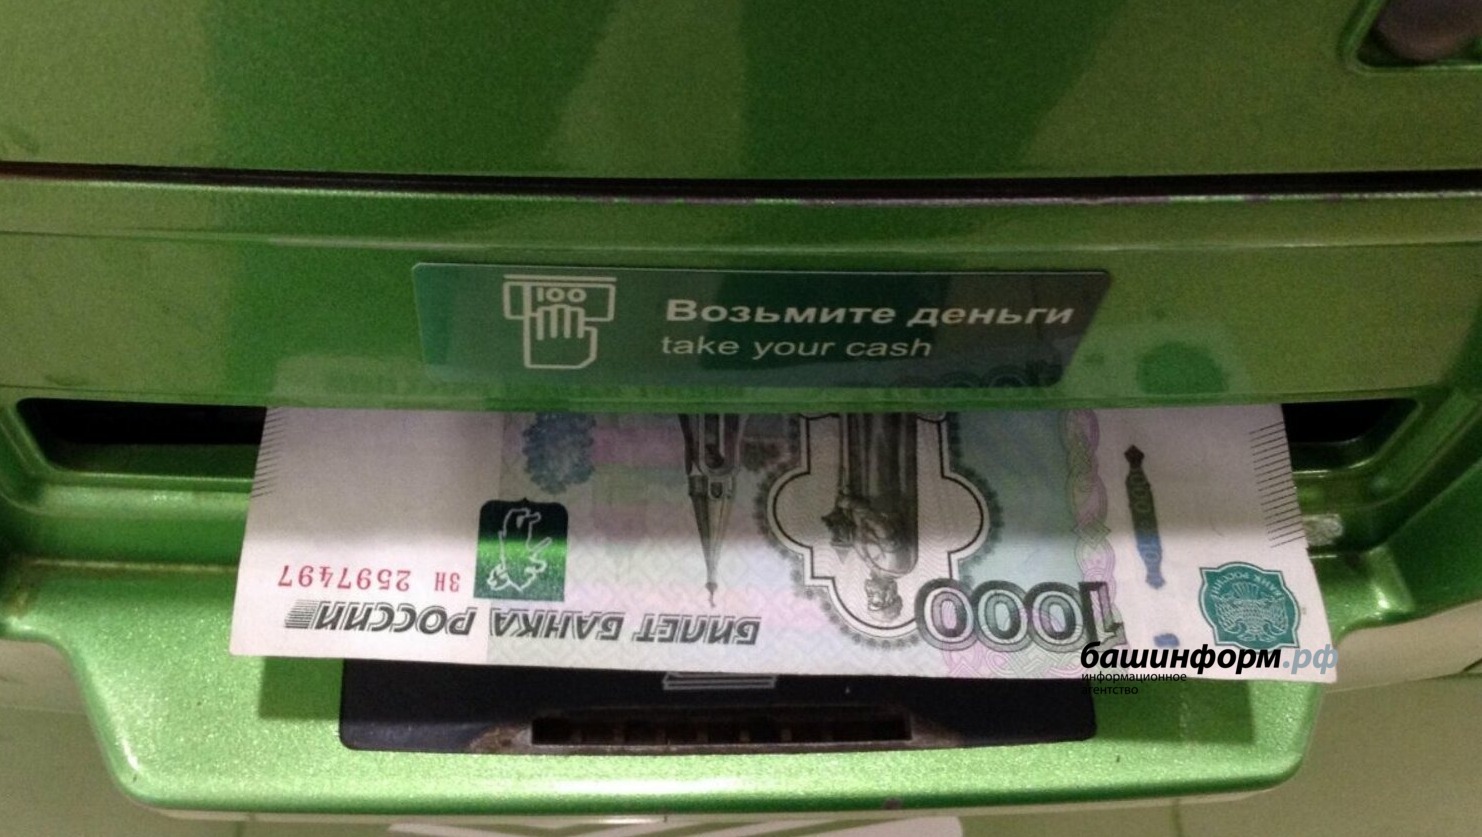 100
Возьмите деньги
take your cash
зн 2597497
БИЛЕТ БАНКА РОССИИ
1000
башинформ.рф
информационное
агентство